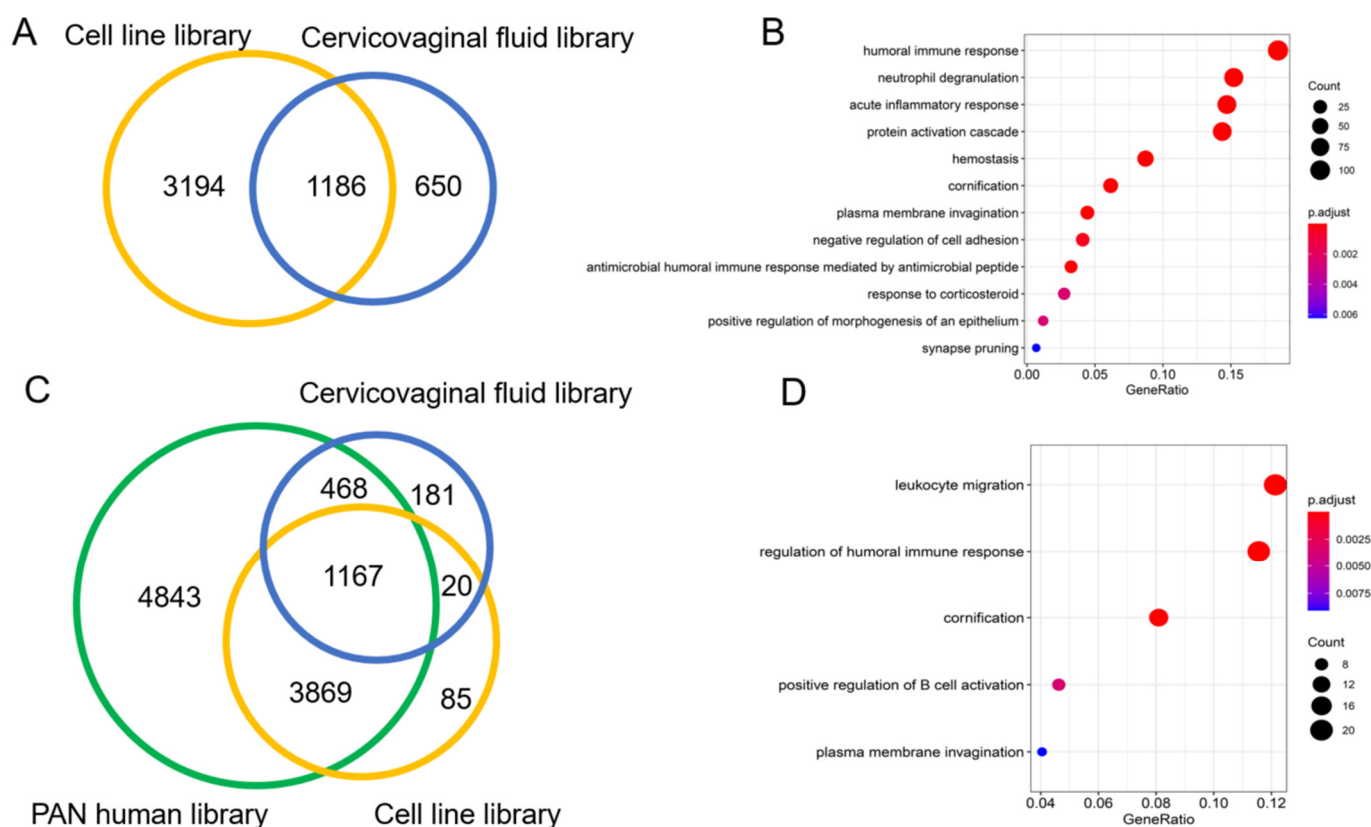 A
Cell line library
Cervicovaginal fluid library
3194
1186
650
B
humoral immune response
neutrophil degranulation
acute inflammatory response
protein activation cascade
hemostasis
cornification
plasma membrane invagination
negative regulation of cell adhesion
antimicrobial humoral immune response mediated by antimicrobial peptide
response to corticosteroid
positive regulation of morphogenesis of an epithelium
synapse pruning
0.00 0.05 0.10 0.15
GeneRatio
Count
25
50
75
100
p.adjust
0.002
0.004
0.006
C
Cervicovaginal fluid library
468
181
1167
20
4843
3869
85
PAN human library
Cell line library
D
leukocyte migration
regulation of humoral immune response
cornification
positive regulation of B cell activation
plasma membrane invagination
0.04 0.06 0.08 0.10 0.12
GeneRatio
p.adjust
0.0025
0.0050
0.0075
Count
8
12
16
20